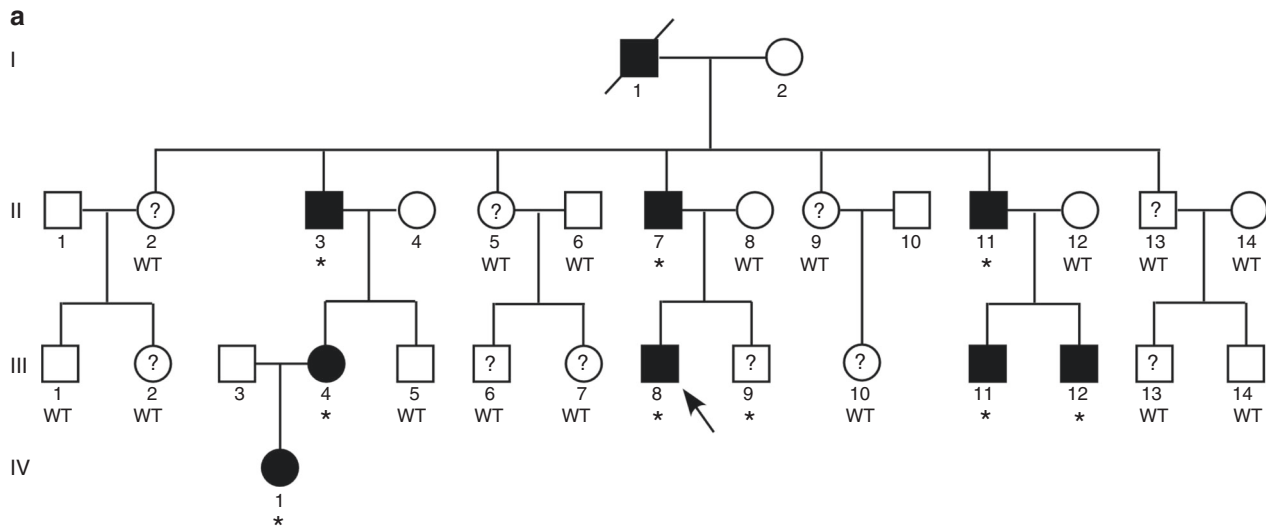 a
I
1 2
II ? ? ? ?
1 2 3 4 5 6 7 8 9 10 11 12 13 14
WT * WT WT * WT WT * WT WT WT
III ? ? ? ? ? ?
1 2 3 4 5 6 7 8 9 10 11 12 13 14
WT WT * WT WT WT * * WT * * WT WT
IV
1
*